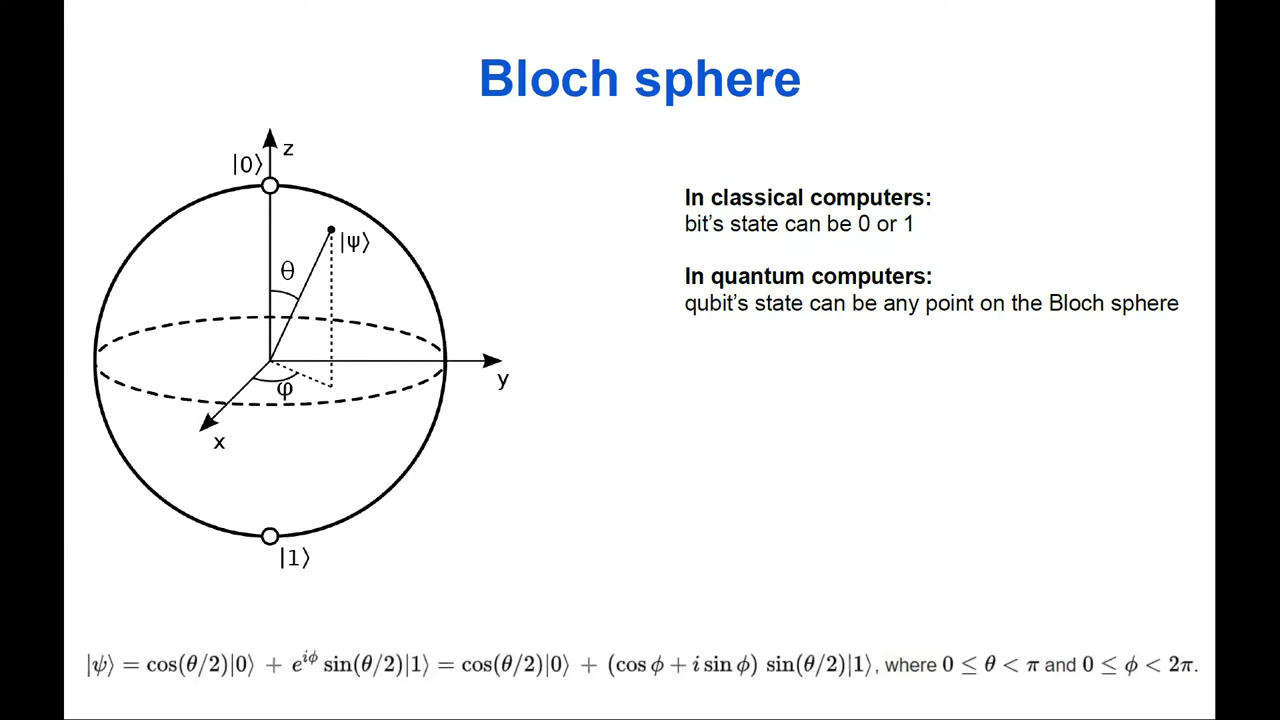 Bloch sphere
z
|0⟩
|ψ⟩
θ
φ
y
x
|1⟩
In classical computers:
bit's state can be 0 or 1
In quantum computers:
qubit's state can be any point on the Bloch sphere
|ψ⟩ = cos(θ/2)|0⟩ + e^{iϕ} sin(θ/2)|1⟩ = cos(θ/2)|0⟩ + (cos ϕ + i sin ϕ) sin(θ/2)|1⟩, where 0 ≤ θ < π and 0 ≤ ϕ < 2π.